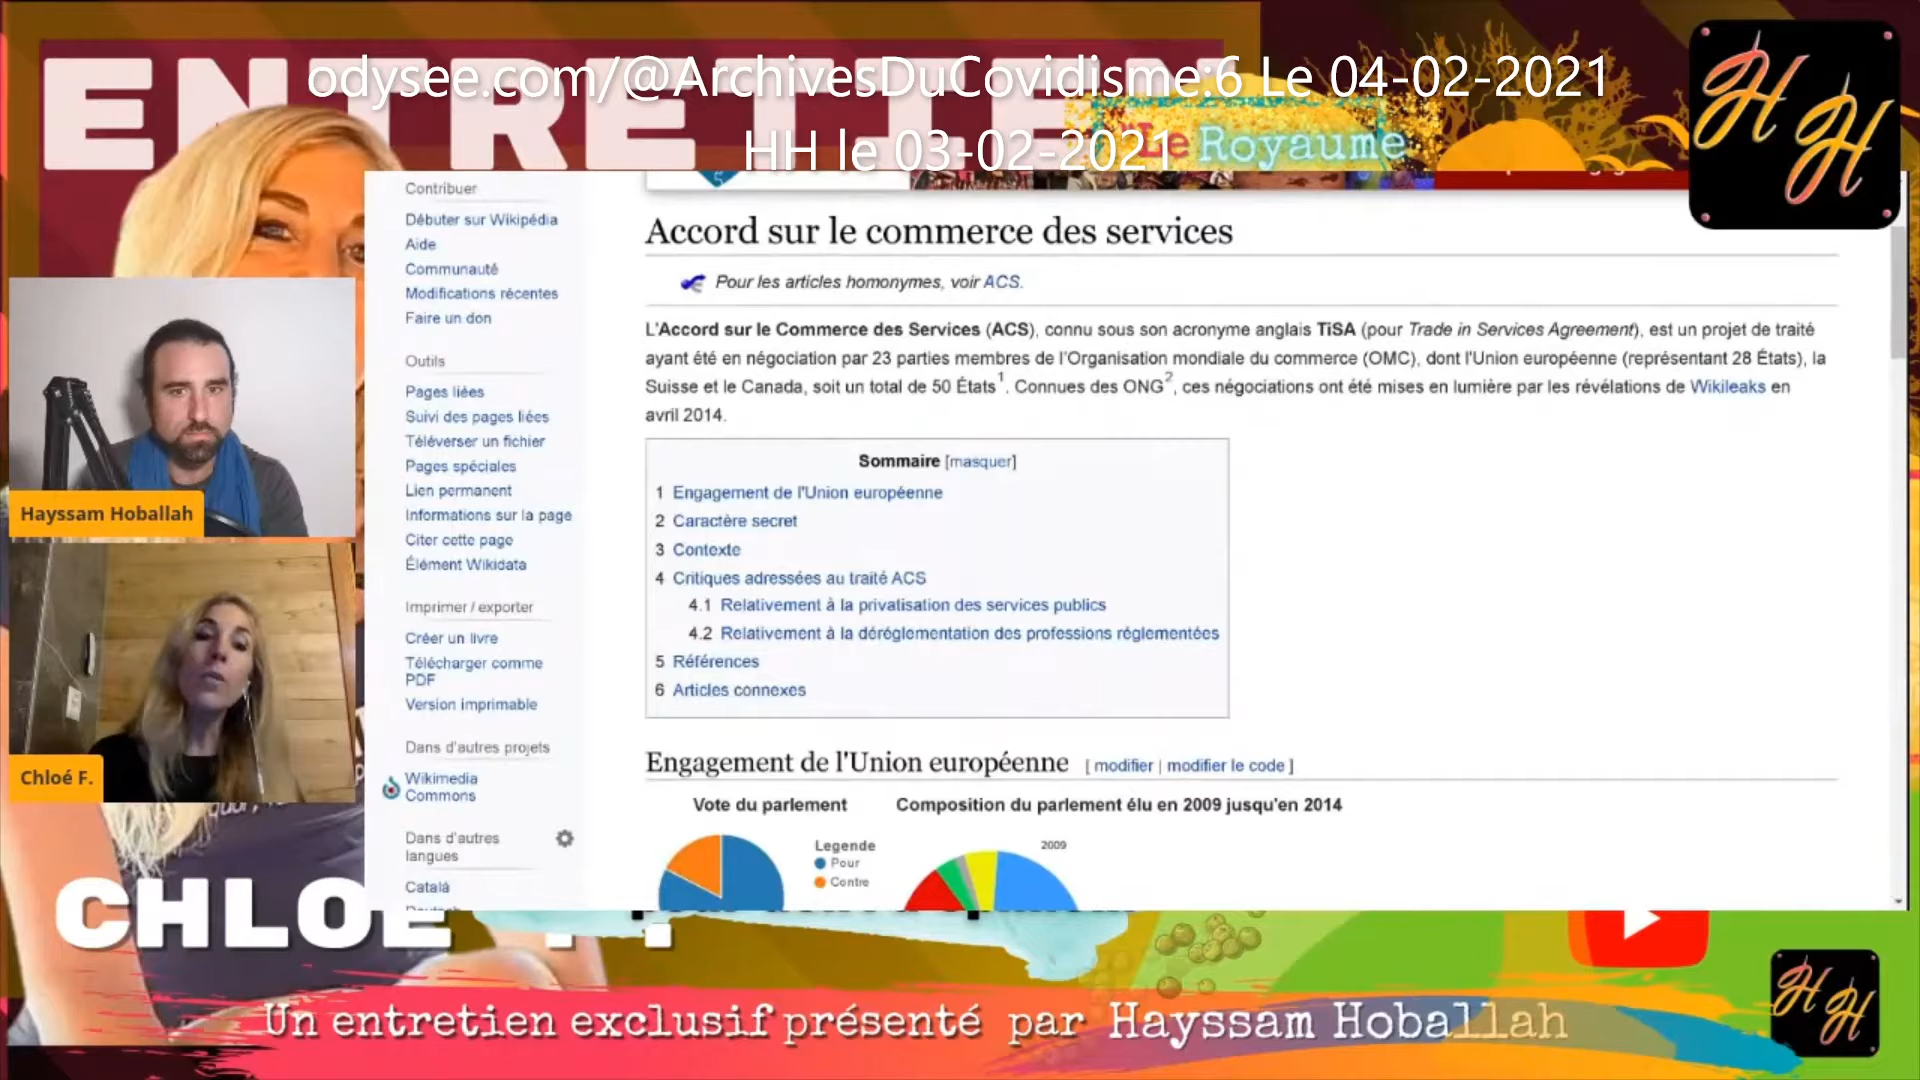 ENTRETIEN
odysee.com/@ArchivesDuCovidisme:6 Le 04-02-2021
HH le 03-02-2021
Le Royaume
HH
Contribuer
Débuter sur Wikipédia
Aide
Communauté
Modifications récentes
Faire un don
Outils
Pages liées
Suivi des pages liées
Téléverser un fichier
Pages spéciales
Lien permanent
Informations sur la page
Citer cette page
Élément Wikidata
Imprimer / exporter
Créer un livre
Télécharger comme
PDF
Version imprimable
Dans d'autres projets
Wikimedia
Commons
Dans d'autres
langues
Català
Accord sur le commerce des services
Pour les articles homonymes, voir ACS.
L'Accord sur le Commerce des Services (ACS), connu sous son acronyme anglais TiSA (pour Trade in Services Agreement), est un projet de traité
ayant été en négociation par 23 parties membres de l'Organisation mondiale du commerce (OMC), dont l'Union européenne (représentant 28 États), la
Suisse et le Canada, soit un total de 50 États1. Connues des ONG2, ces négociations ont été mises en lumière par les révélations de Wikileaks en
avril 2014.
Sommaire [masquer]
1 Engagement de l'Union européenne
2 Caractère secret
3 Contexte
4 Critiques adressées au traité ACS
4.1 Relativement à la privatisation des services publics
4.2 Relativement à la déréglementation des professions réglementées
5 Références
6 Articles connexes
Engagement de l'Union européenne [ modifier | modifier le code ]
Vote du parlement
Composition du parlement élu en 2009 jusqu'en 2014
Legende
Pour
Contre
2009
Hayssam Hoballah
Chloé F.
CHLOÉ F.
Un entretien exclusif présenté par Hayssam Hoballah
HH